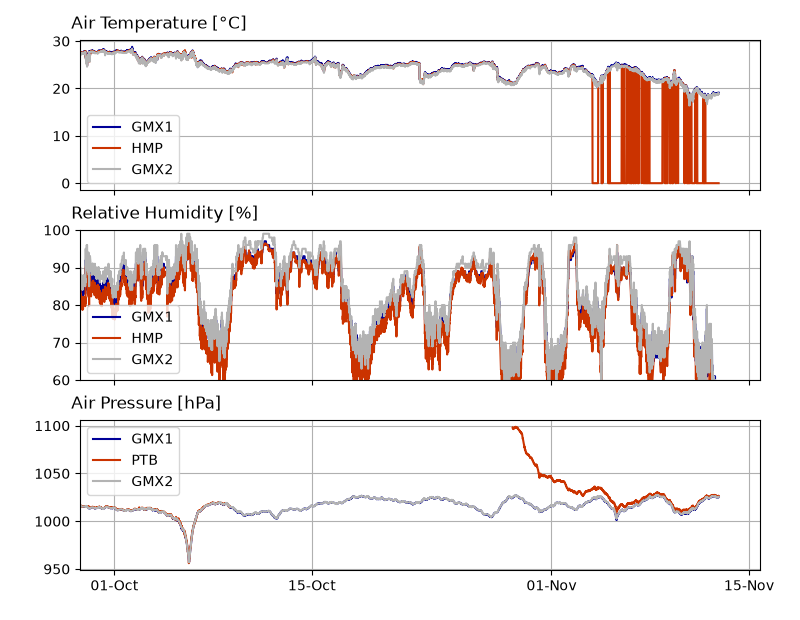 Air Temperature [°C]
30
20
10
0
GMX1
HMP
GMX2
Relative Humidity [%]
100
90
80
70
60
GMX1
HMP
GMX2
Air Pressure [hPa]
1100
1050
1000
950
GMX1
PTB
GMX2
01-Oct 15-Oct 01-Nov 15-Nov